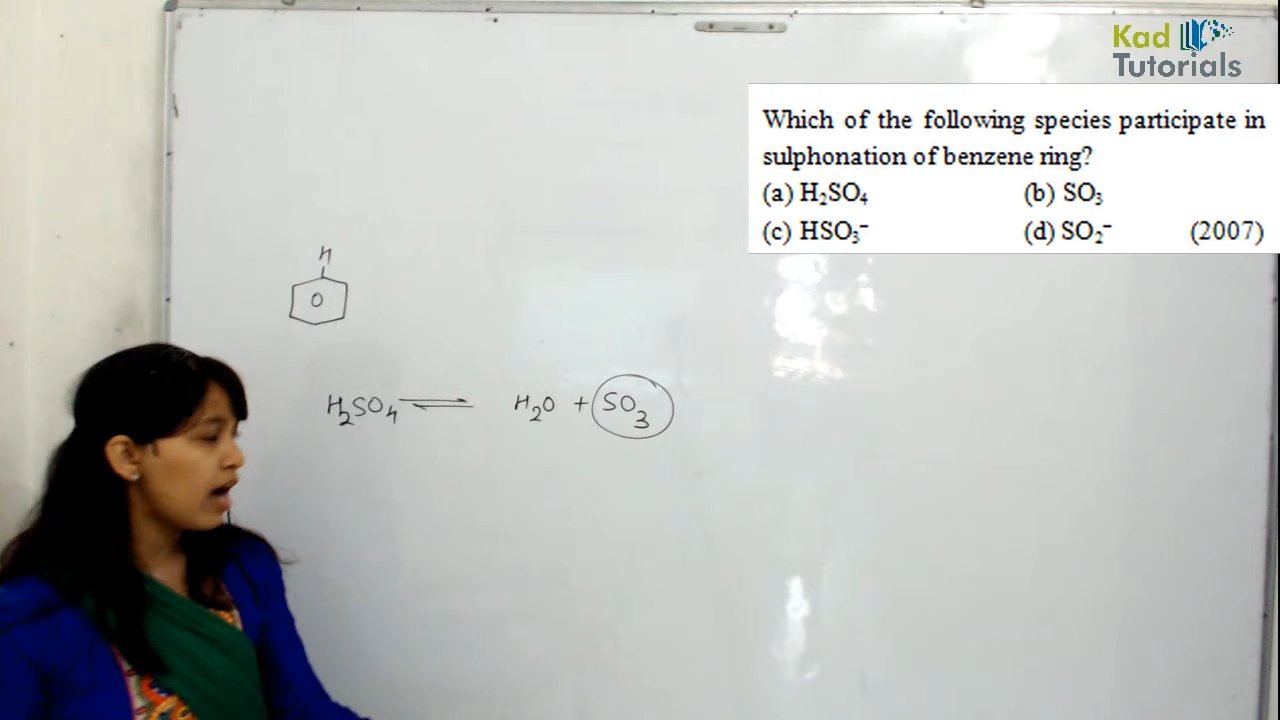 Kad
Tutorials
Which of the following species participate in
sulphonation of benzene ring?
(a) H₂SO₄ (b) SO₃
(c) HSO₃⁻ (d) SO₂⁻ (2007)
H
O
H₂SO₄ ⇌ H₂O + SO₃